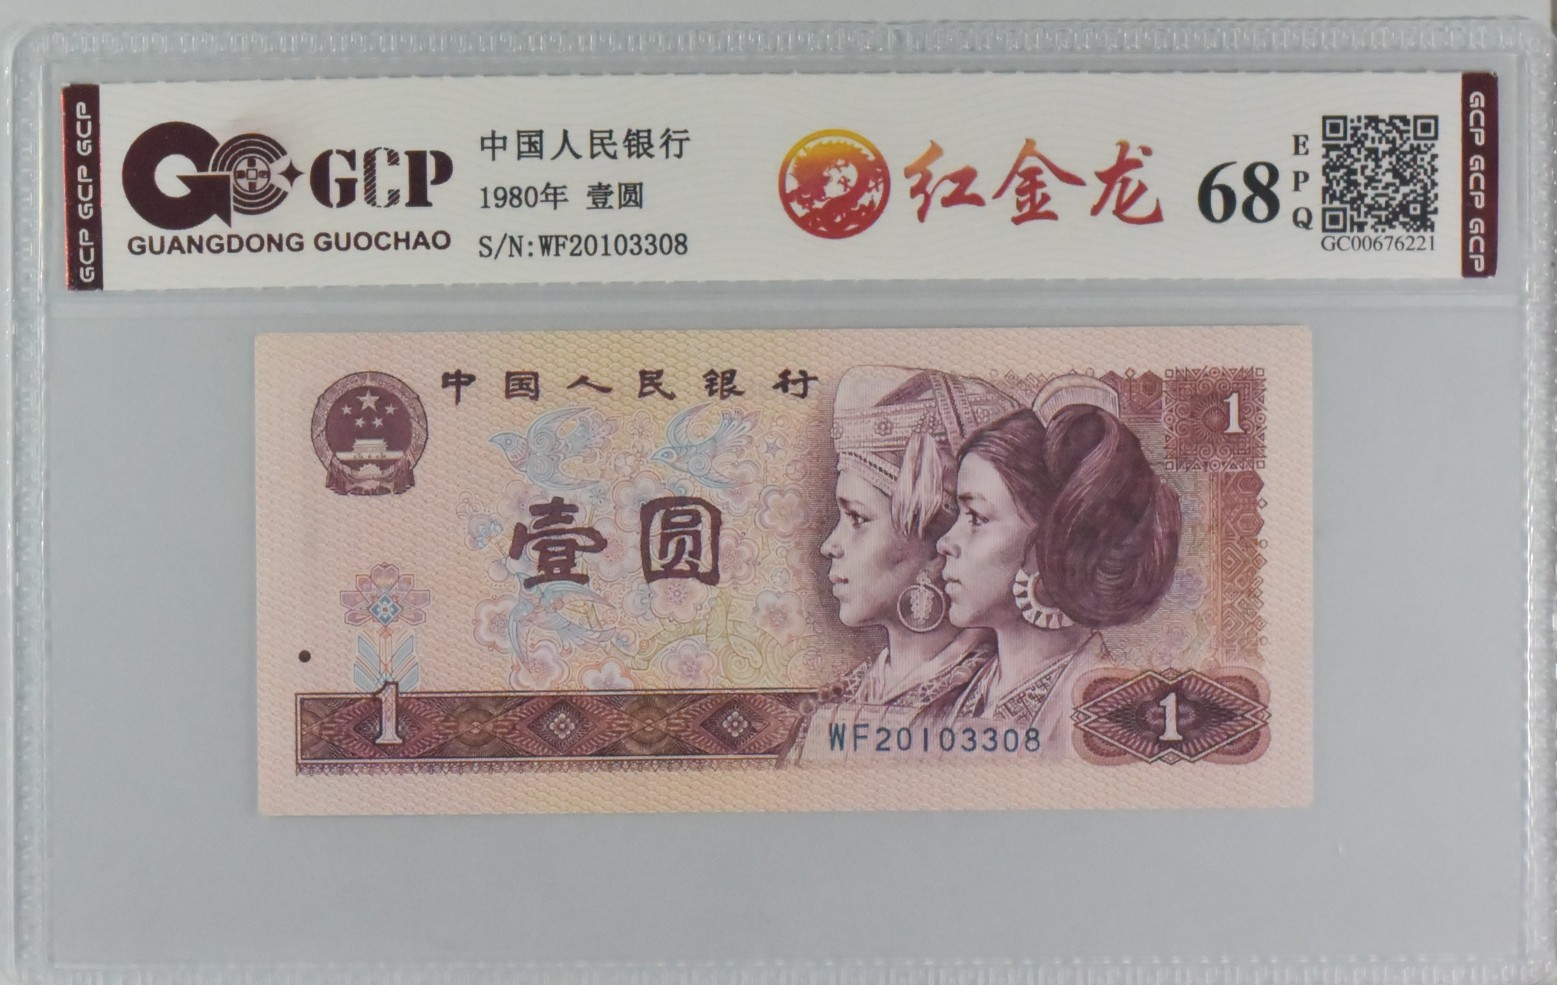 GCP GCP GCP
GCP
GUANGDONG GUOCHAO
中国人民银行
1980年 壹圆
S/N:WF20103308
红金龙
68
E
P
Q
GC00676221
GCP GCP GCP
中国人民银行
1
壹圆
1
WF20103308
1